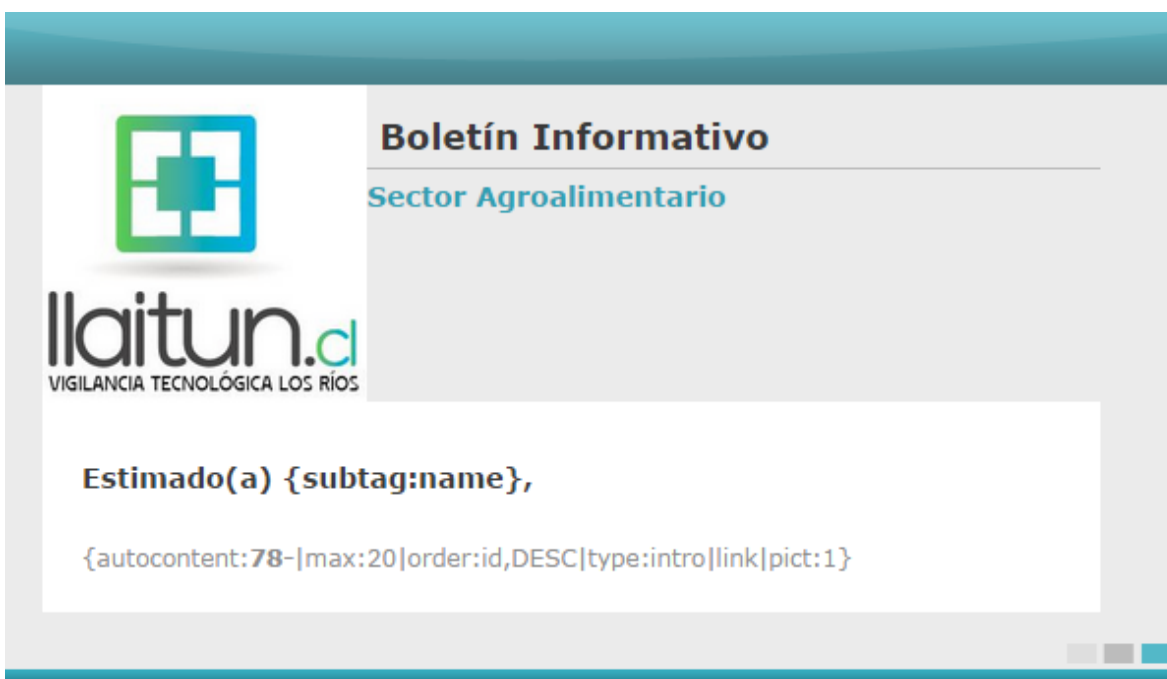 Boletín Informativo
Sector Agroalimentario
llaitun.cl
VIGILANCIA TECNOLÓGICA LOS RÍOS
Estimado(a) {subtag:name},
{autocontent:78-|max:20|order:id,DESC|type:intro|link|pict:1}